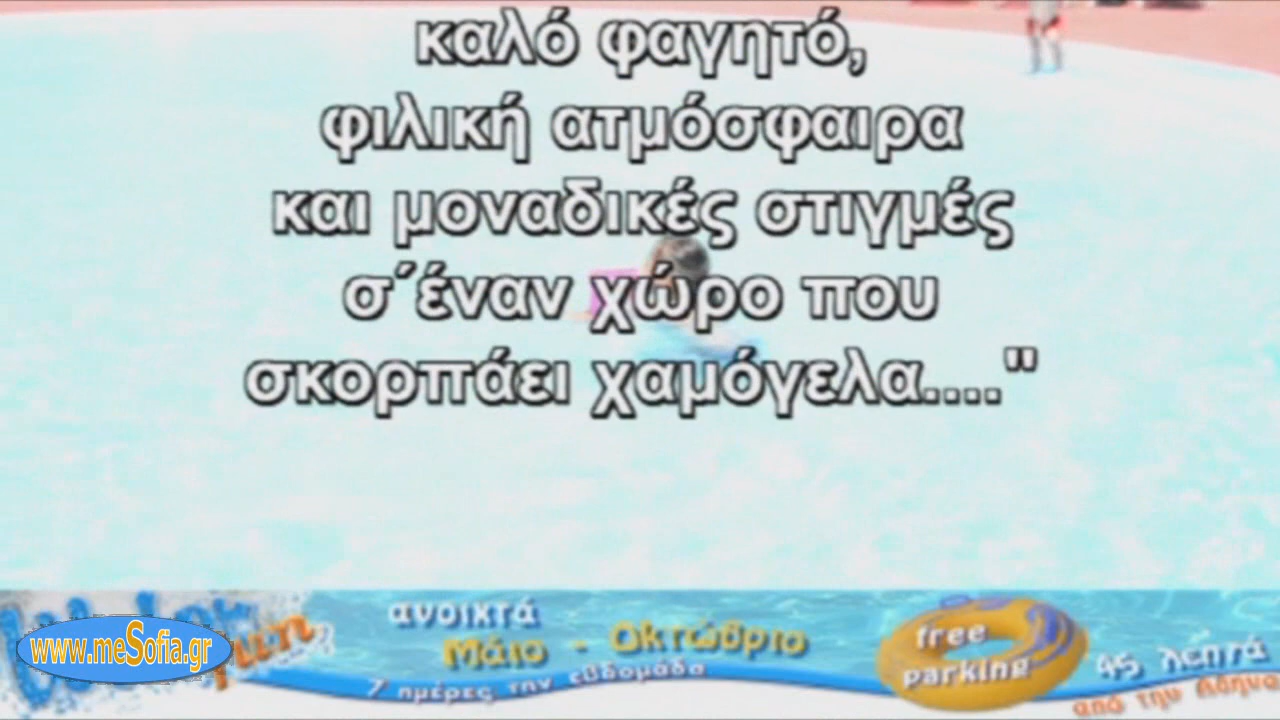 καλό φαγητό,
φιλική ατμόσφαιρα
και μοναδικές στιγμές
σ΄έναν χώρο που
σκορπάει χαμόγελα...."
ανοιχτά
Μάιο - Οκτώβριο
7 ημέρες την εβδομάδα
free
parking
45 λεπτά
από την Αθήνα
www.meSofia.gr